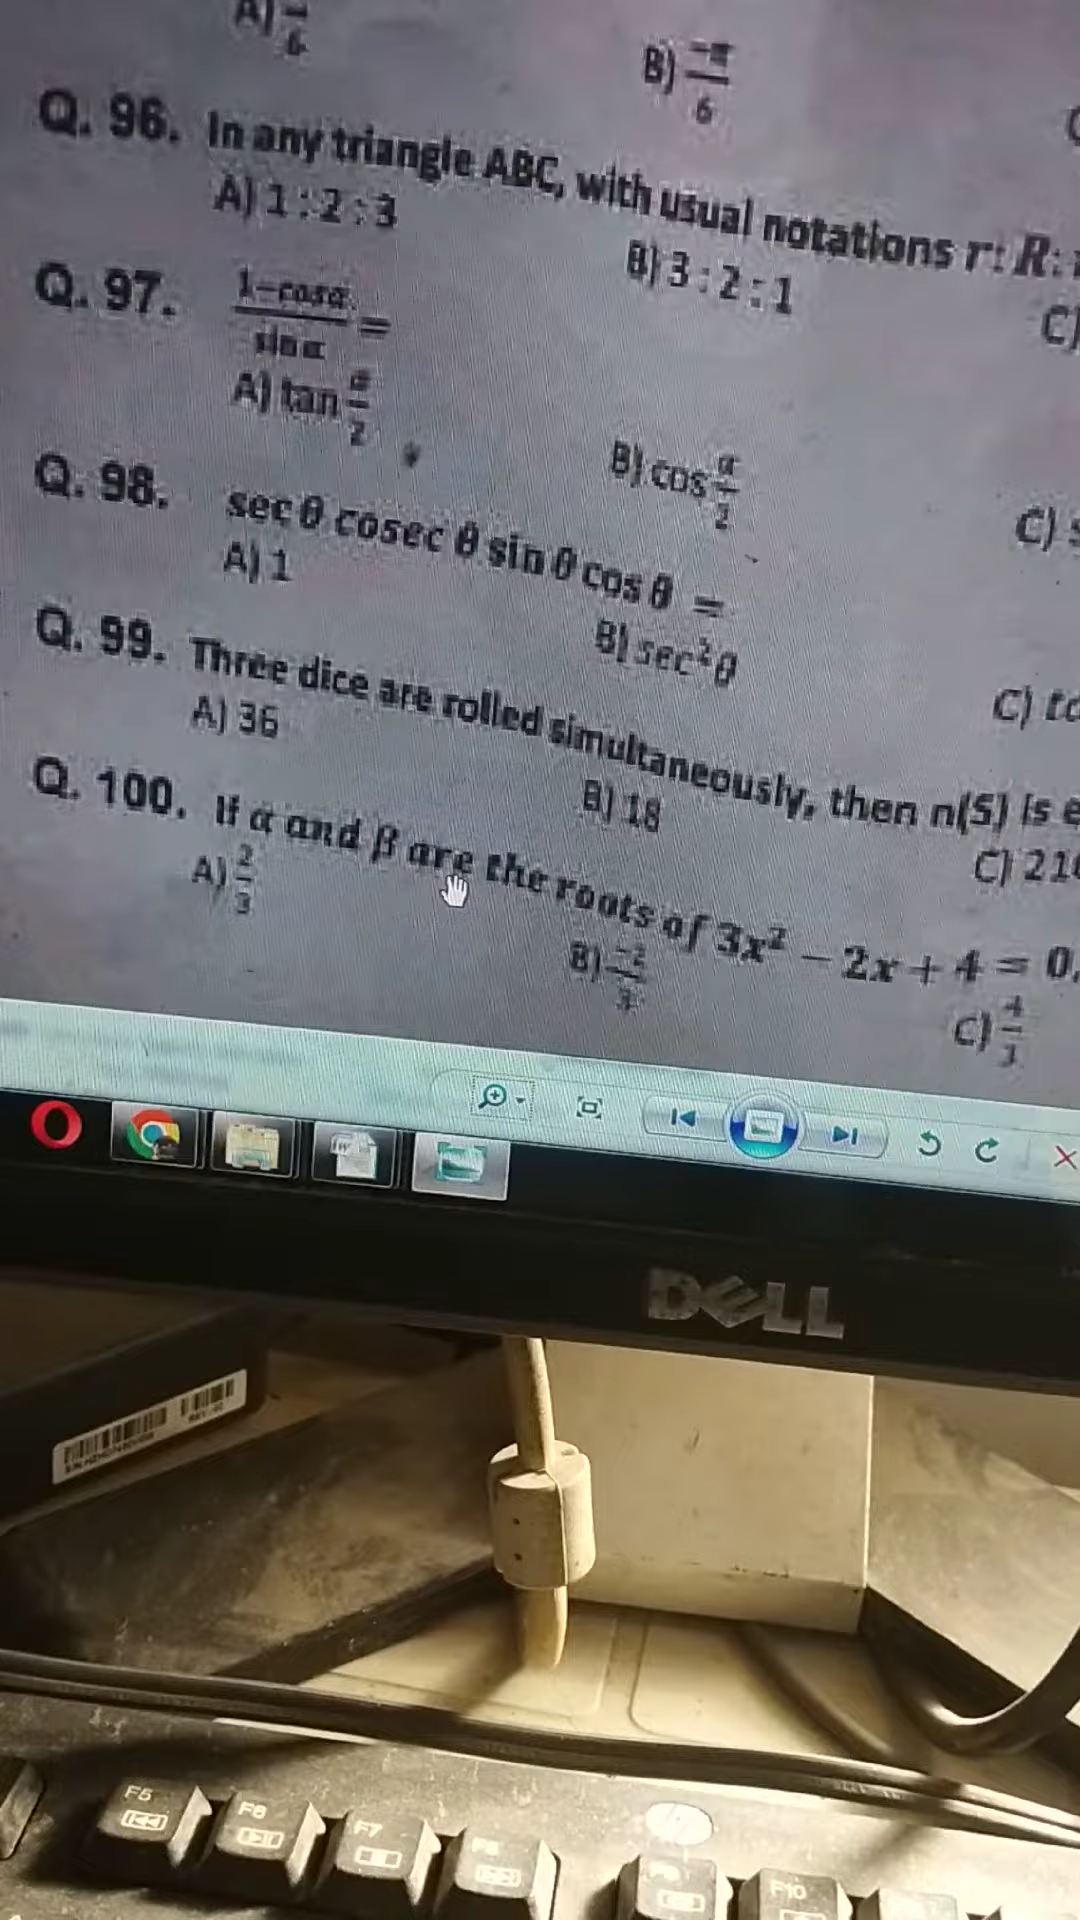 A) 6
B) −π/6
Q. 96. In any triangle ABC, with usual notations r: R:
A) 1 : 2 : 3
B) 3 : 2 : 1
C)
Q. 97. 1−cosα/sin α =
A) tan α/2
B) cos α/2
C)
Q. 98. sec θ cosec θ sin θ cos θ =
A) 1
B) sec²θ
C)
Q. 99. Three dice are rolled simultaneously, then n(S) is
A) 36
B) 18
C) 21
Q. 100. If α and β are the roots of 3x² − 2x + 4 = 0,
A) 2/3
B) −2/3
C) 4/3
DELL
F5
F6
F7
F10